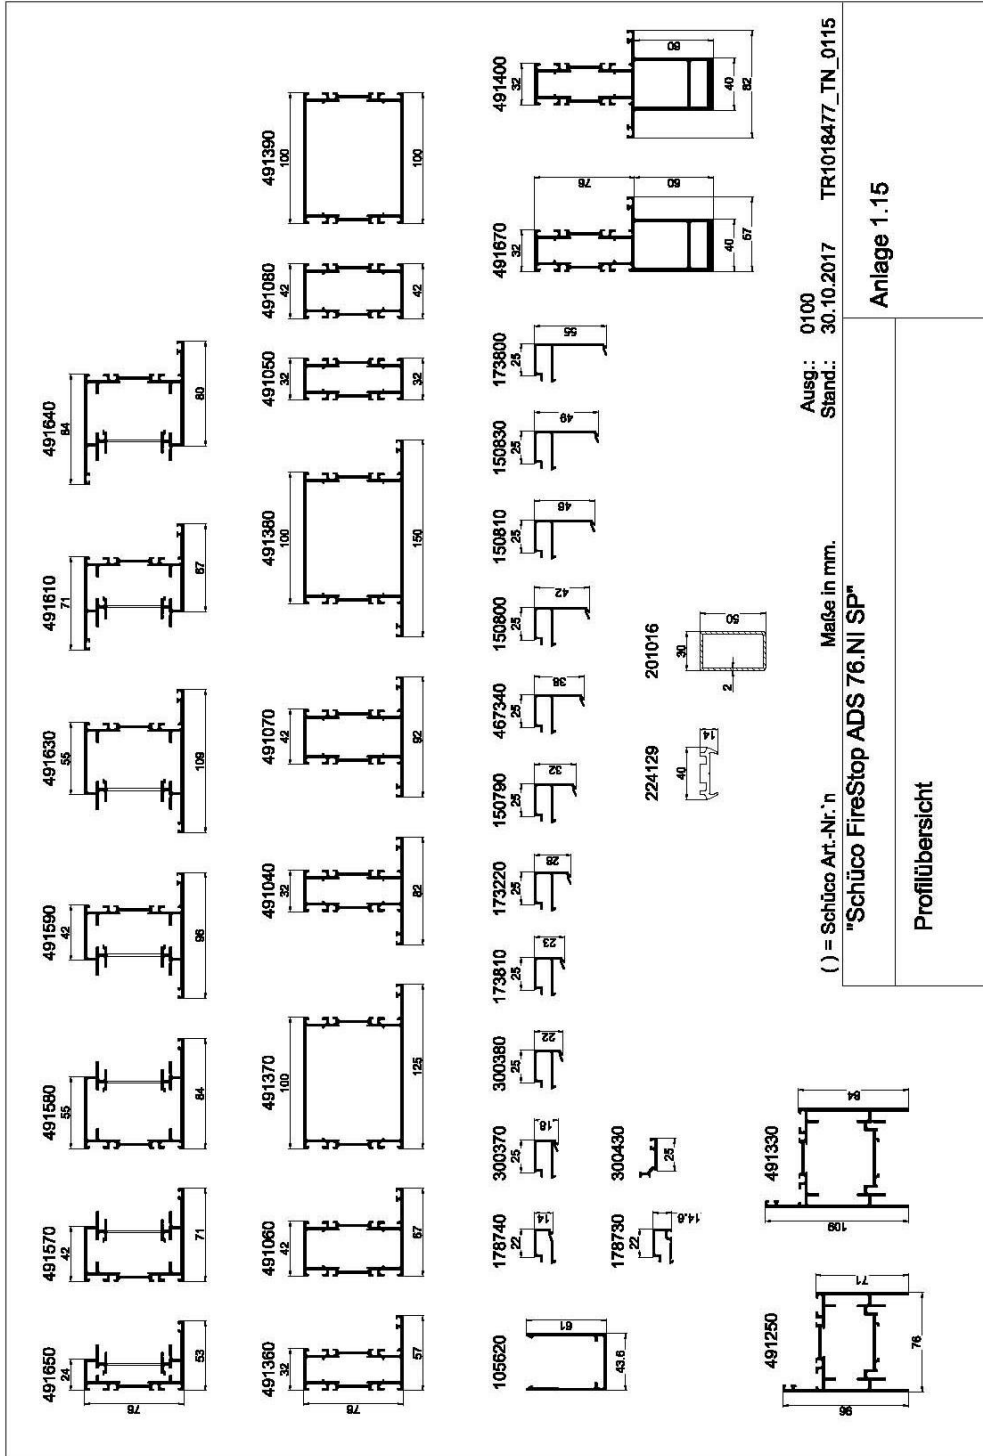 491650 491570 491580 491590 491630 491610 491640
24 42 55 42 55 71 84
76
53 71 84 96 109 67 80
491360 491060 491370 491040 491070 491380 491050 491080 491390
32 42 100 32 42 100 32 42 100
76
57 67 125 82 92 150 32 42 100
105620 178740 300370 300380 173810 173220 150790 467340 150800 150810 150830 173800 491670 491400
22 25 25 25 25 25 25 25 25 25 25 32 32
61 14 18 22 23 28 32 38 42 48 49 55 76
60 60
43.6 40 40
57 82
178730 300430 224129 201016
22 40 30
14.6 25 14 50
2
491250 491330
96 71 109 84
76
( ) = Schüco Art.-Nr.`n Maße in mm. Ausg.: 0100
Stand.: 30.10.2017 TR1018477_TN_0115
"Schüco FireStop ADS 76.NI SP"
Anlage 1.15
Profilübersicht